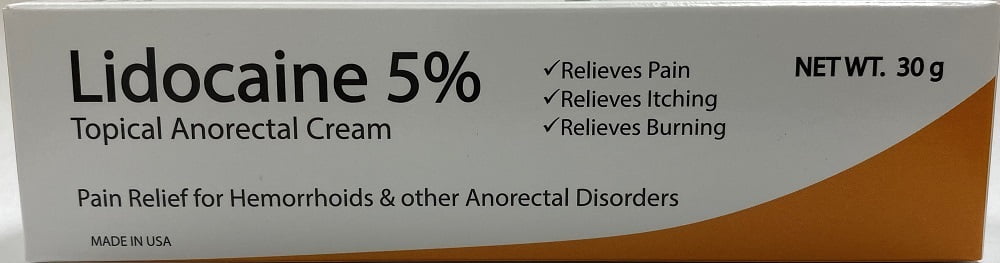 Lidocaine 5%
Topical Anorectal Cream
✓Relieves Pain
✓Relieves Itching
✓Relieves Burning
NET WT. 30 g
Pain Relief for Hemorrhoids & other Anorectal Disorders
MADE IN USA